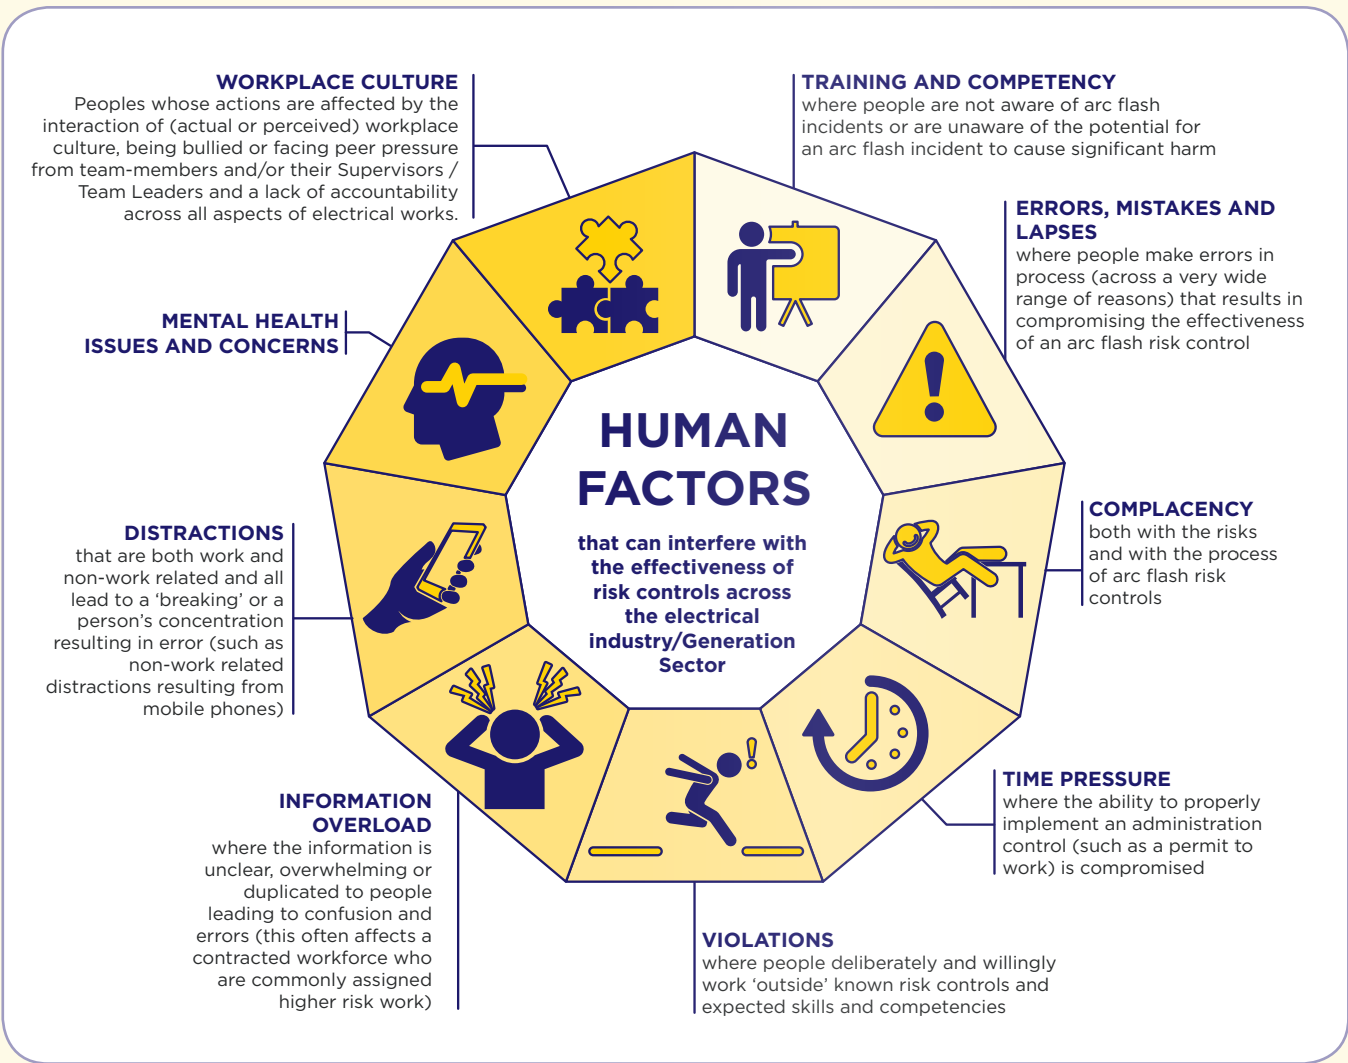 WORKPLACE CULTURE
Peoples whose actions are affected by the
interaction of (actual or perceived) workplace
culture, being bullied or facing peer pressure
from team-members and/or their Supervisors /
Team Leaders and a lack of accountability
across all aspects of electrical works.
TRAINING AND COMPETENCY
where people are not aware of arc flash
incidents or are unaware of the potential for
an arc flash incident to cause significant harm
ERRORS, MISTAKES AND
LAPSES
where people make errors in
process (across a very wide
range of reasons) that results in
compromising the effectiveness
of an arc flash risk control
MENTAL HEALTH
ISSUES AND CONCERNS
HUMAN
FACTORS
that can interfere with
the effectiveness of
risk controls across
the electrical
industry/Generation
Sector
COMPLACENCY
both with the risks
and with the process
of arc flash risk
controls
DISTRACTIONS
that are both work and
non-work related and all
lead to a ‘breaking’ or a
person’s concentration
resulting in error (such as
non-work related
distractions resulting from
mobile phones)
TIME PRESSURE
where the ability to properly
implement an administration
control (such as a permit to
work) is compromised
INFORMATION
OVERLOAD
where the information is
unclear, overwhelming or
duplicated to people
leading to confusion and
errors (this often affects a
contracted workforce who
are commonly assigned
higher risk work)
VIOLATIONS
where people deliberately and willingly
work ‘outside’ known risk controls and
expected skills and competencies